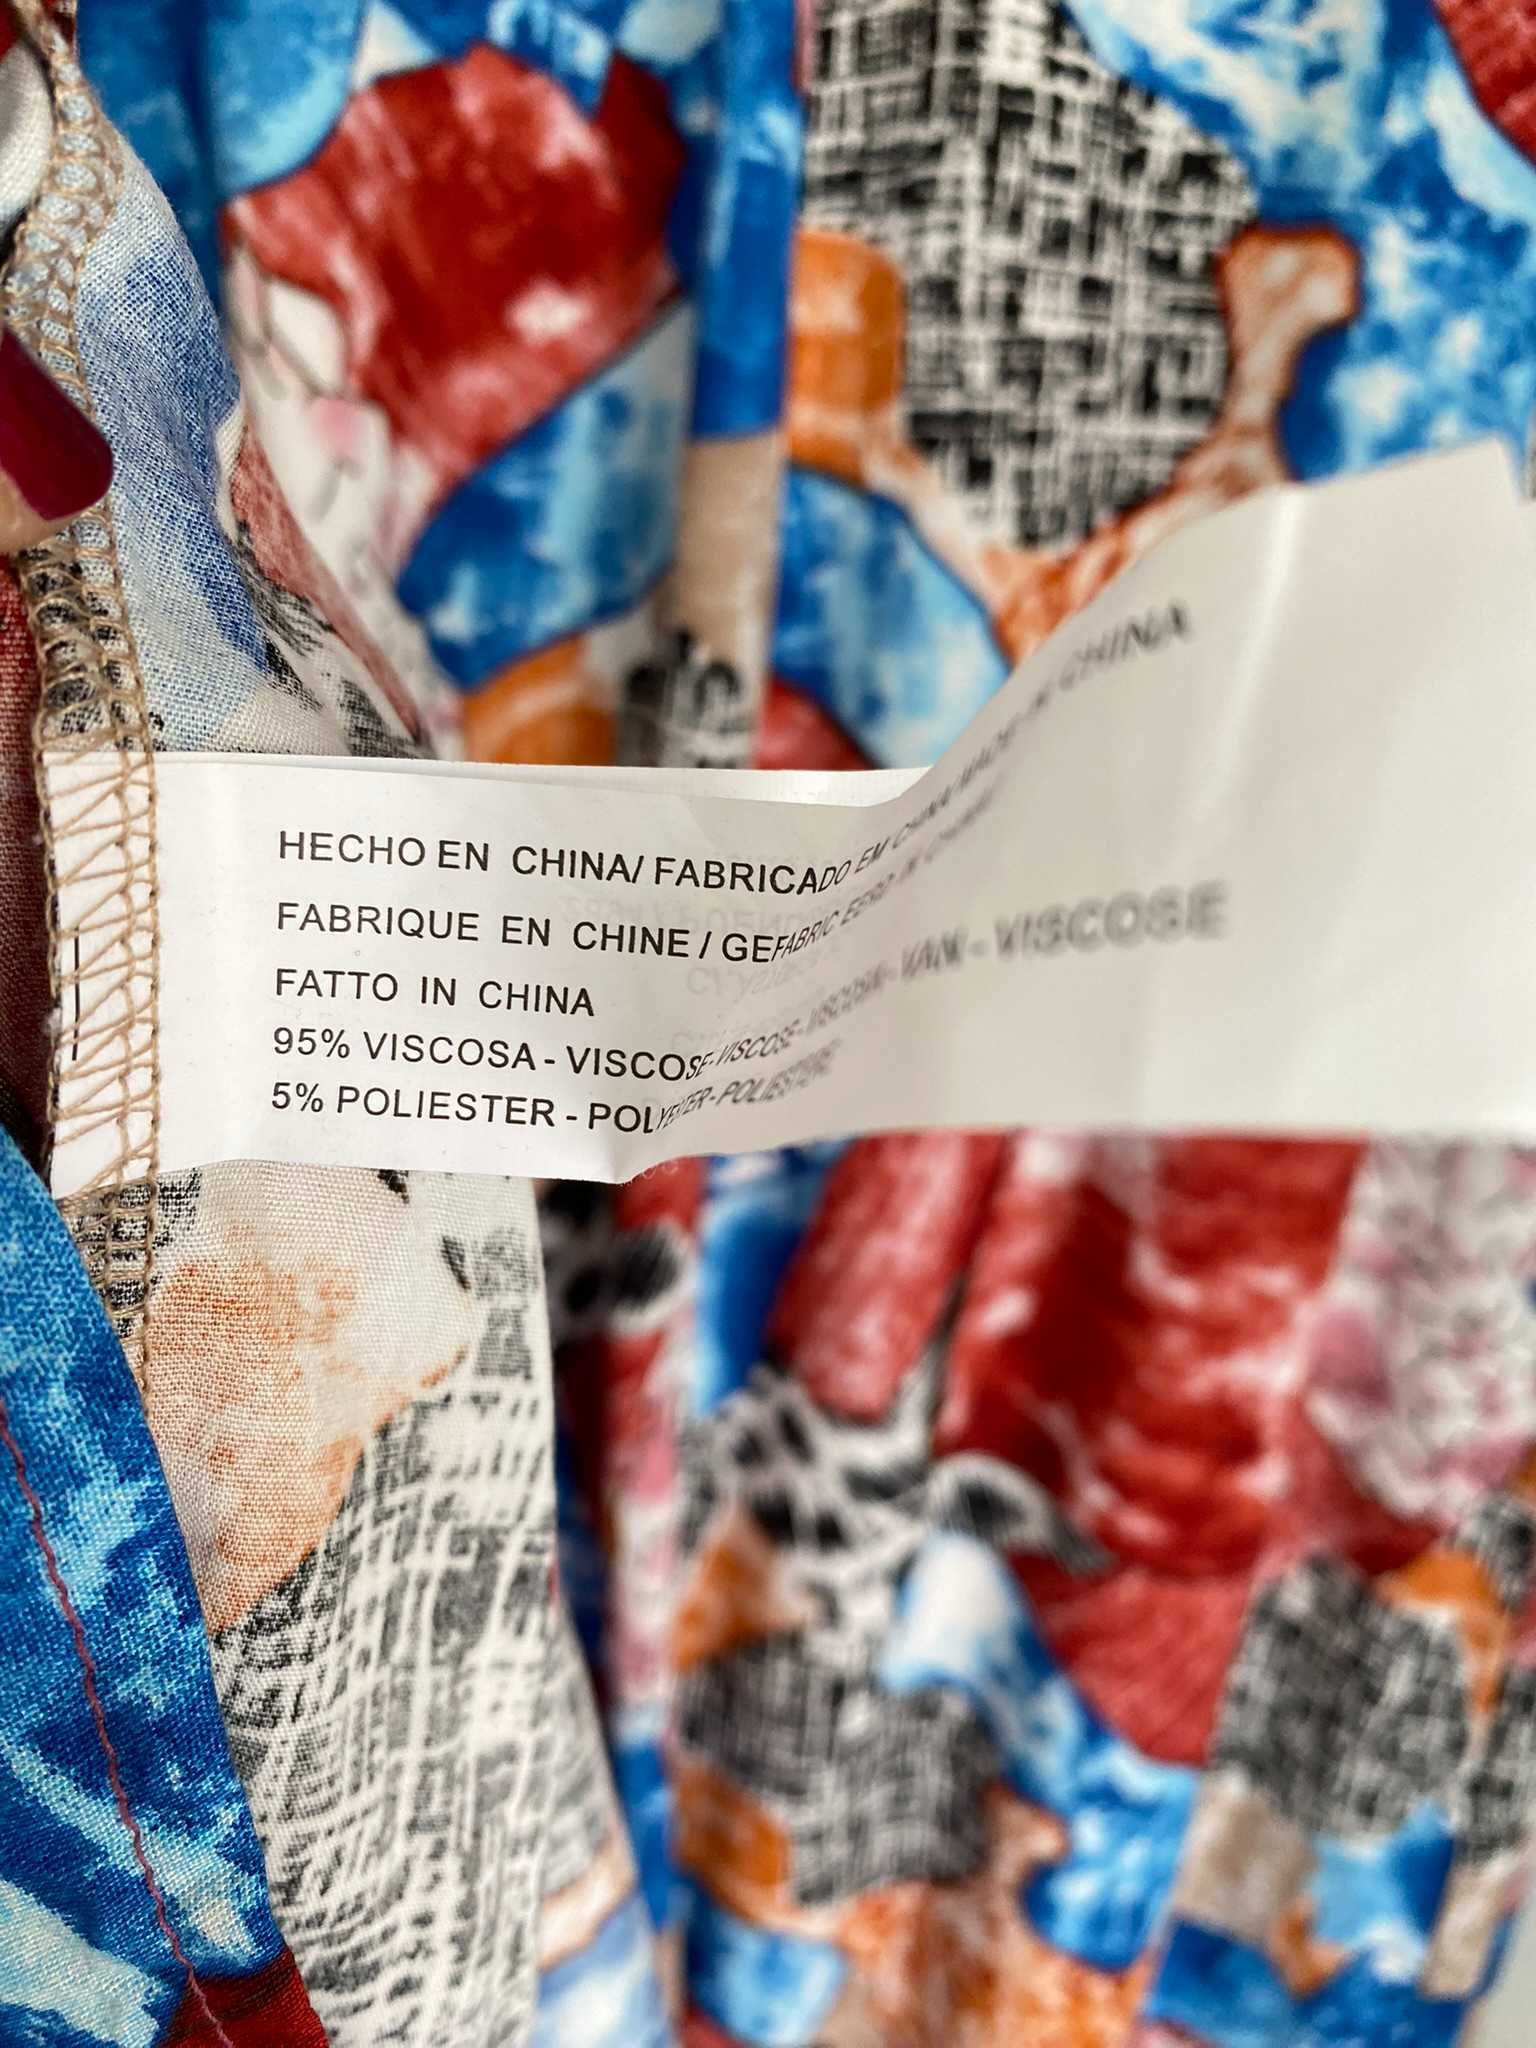 HECHO EN CHINA/ FABRICADO EM CHINA/MADE IN CHINA
FABRIQUE EN CHINE / GEFABRIC EERD IN CHINA
FATTO IN CHINA
95% VISCOSA - VISCOSE-VISCOSE-VISCOSE-VAN-VISCOSE
5% POLIESTER - POLYESTER-POLIESTERE